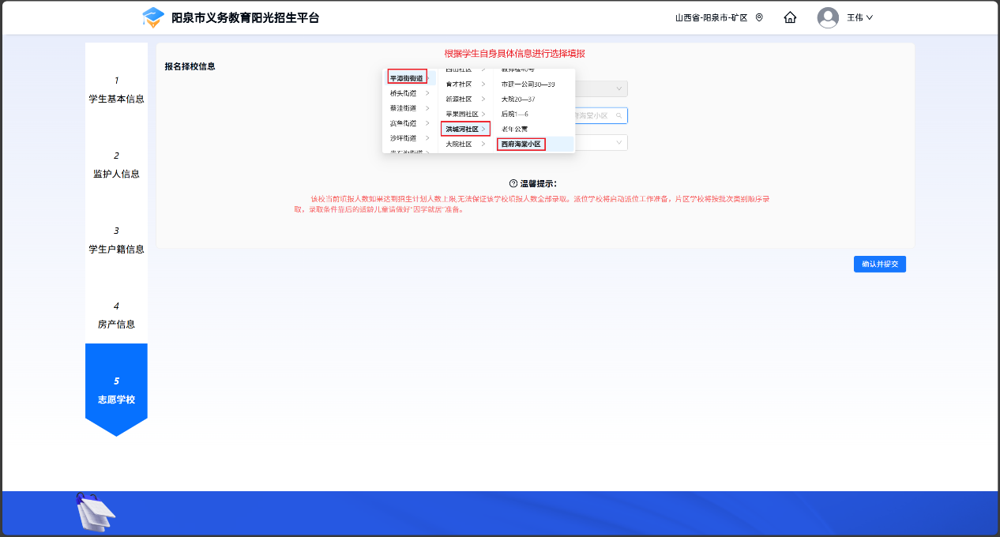 阳泉市义务教育阳光招生平台
山西省-阳泉市-矿区
王伟
根据学生自身具体信息进行选择填报
报名择校信息
1
学生基本信息
2
监护人信息
3
学生户籍信息
4
房产信息
5
志愿学校
平潭街街道
桥头街道
蔡洼街道
赛鱼街道
沙坪街道
育才社区
新源社区
苹果园社区
洪城河社区
大院社区
市建一公司30—39
大院20—37
后院1—6
老年公寓
西府海棠小区
府海棠小区
温馨提示：
该校当前填报人数如果达到招生计划人数上限,无法保证该学校填报人数全部录取。派位学校将启动派位工作准备，片区学校将按批次类别顺序录
取，录取条件靠后的适龄儿童请做好"因学就居"准备。
确认并提交